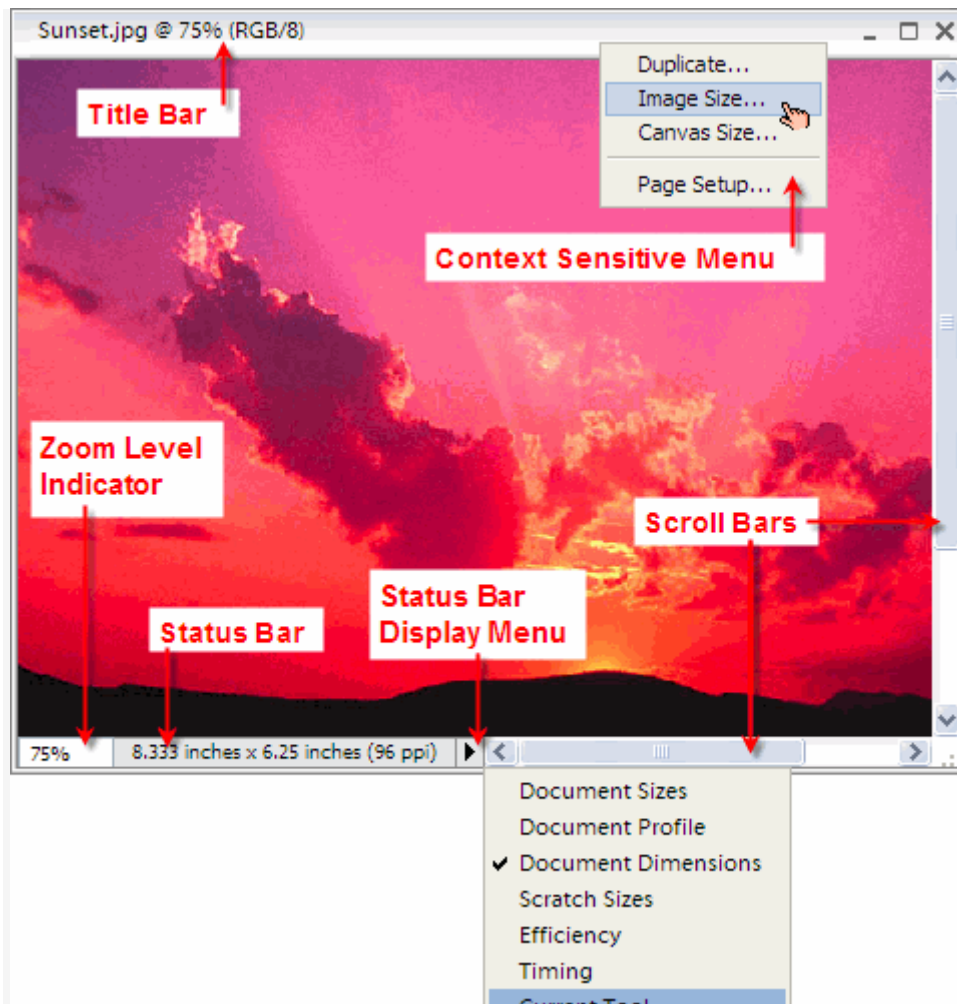 Sunset.jpg @ 75% (RGB/8)
Duplicate...
Image Size...
Canvas Size...
Page Setup...
Title Bar
Context Sensitive Menu
Zoom Level
Indicator
Scroll Bars
Status Bar
Display Menu
Status Bar
75%
8.333 inches x 6.25 inches (96 ppi)
Document Sizes
Document Profile
Document Dimensions
Scratch Sizes
Efficiency
Timing
Current Tool